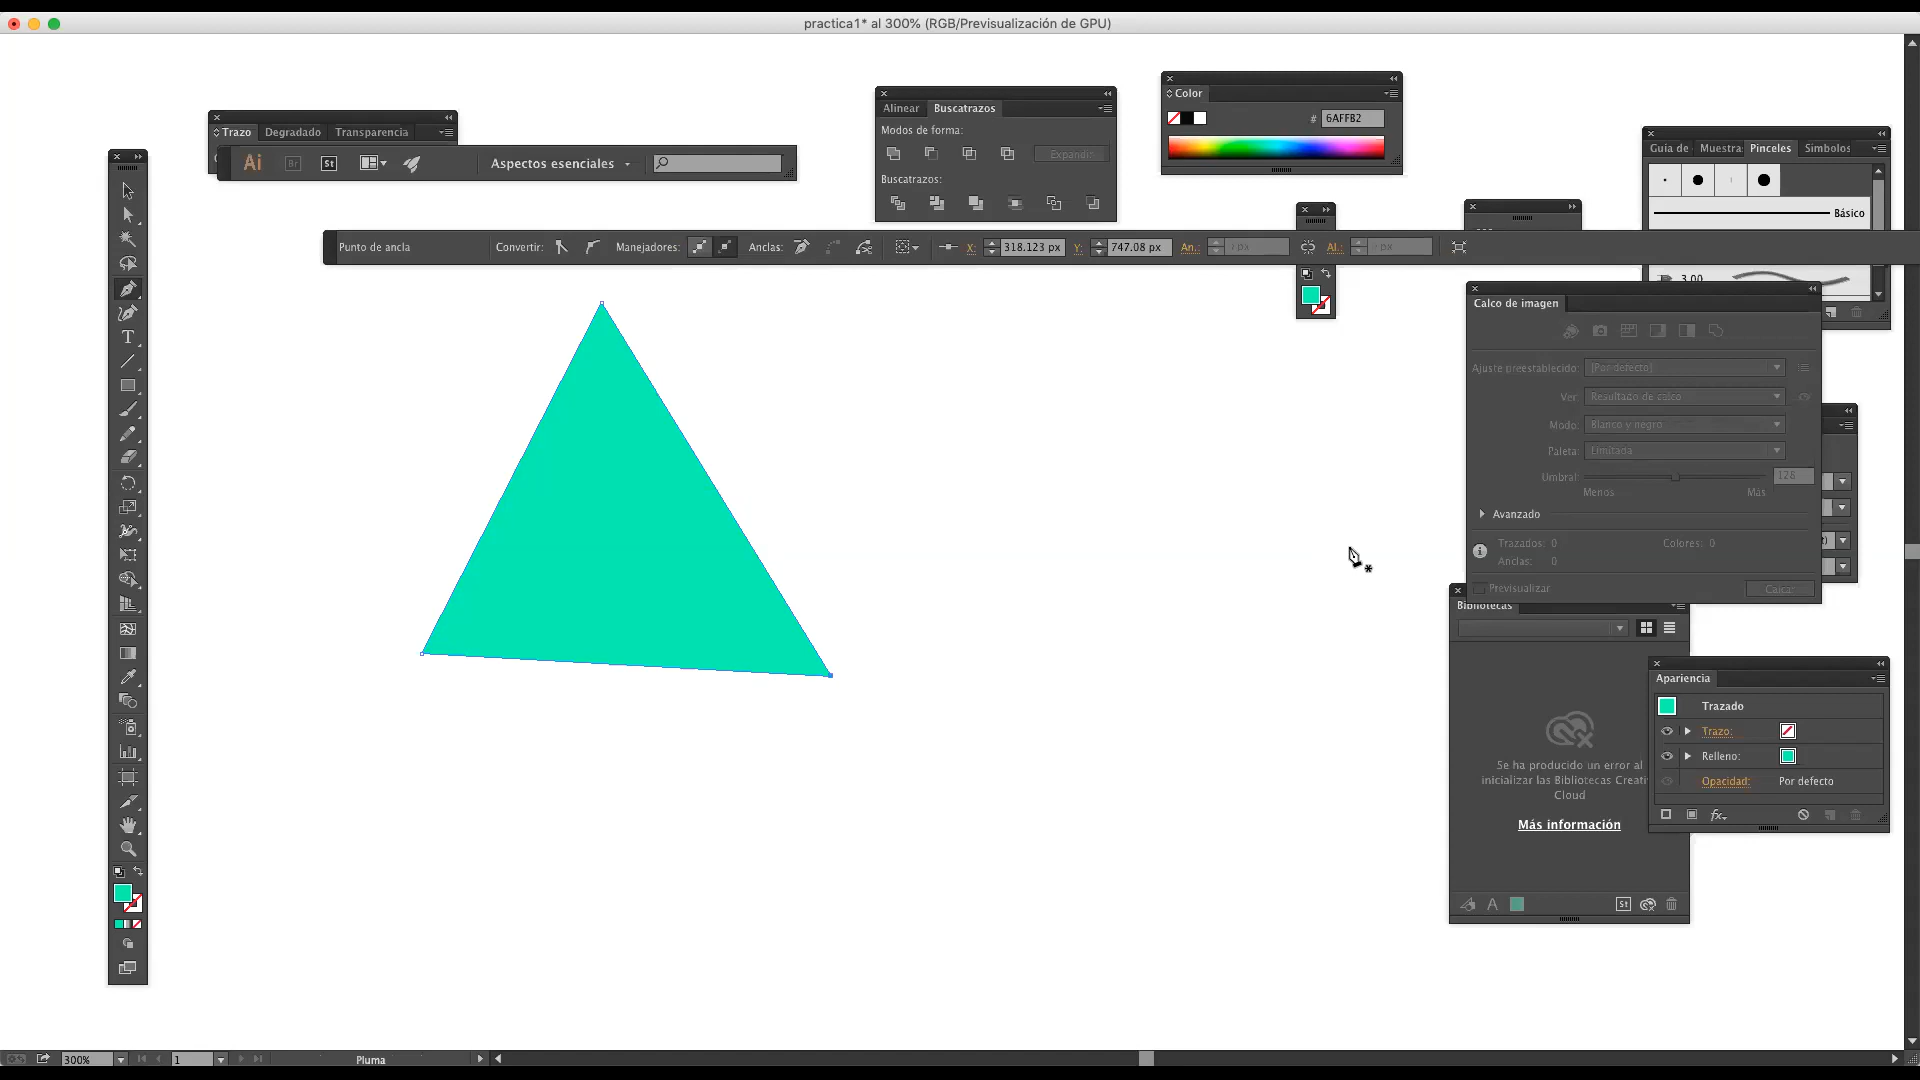 practica1* al 300% (RGB/Previsualización de GPU)
Trazo
Degradado
Transparencia
Ai
Br
St
Aspectos esenciales
Alinear
Buscatrazos
Modos de forma:
Expandir
Buscatrazos:
Color
# 6AFFB2
Guia de
Muestra
Pinceles
Símbolos
Básico
3.00
Punto de ancla
Convertir:
Manejadores:
Anclas:
X: 318.123 px
Y: 747.08 px
An.:
px
Al.:
px
Calco de imagen
Ajuste preestablecido: [Por defecto]
Ver: Resultado de calco
Modo: Blanco y negro
Paleta: Limitada
Umbral: 128
Menos
Más
Avanzado
Trazados: 0
Colores: 0
Anclas: 0
Previsualizar
Calcar
T
Bibliotecas
Se ha producido un error al
inicializar las Bibliotecas Creati
Cloud
Más información
A
St
Apariencia
Trazado
Trazo:
Relleno:
Opacidad: Por defecto
fx
300%
1
Pluma